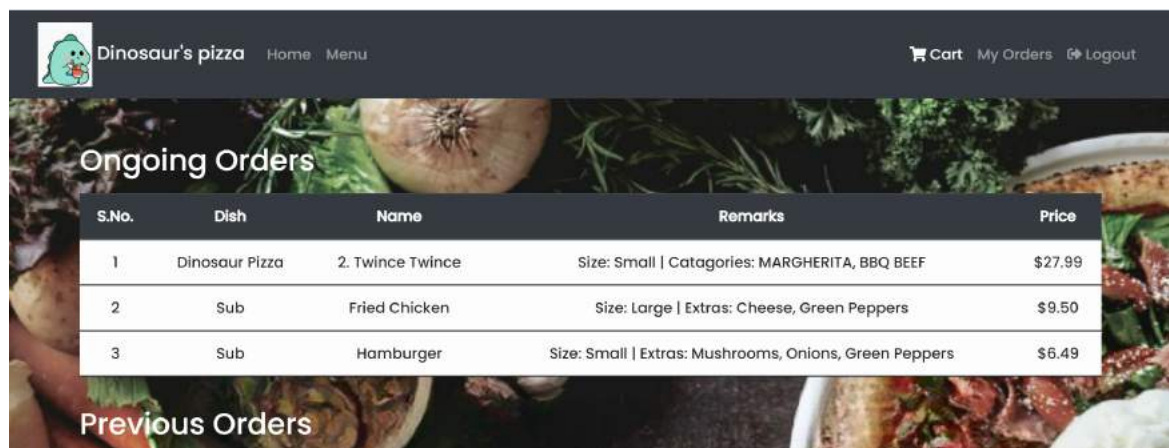 Dinosaur's pizza Home Menu Cart My Orders Logout
Ongoing Orders
S.No. Dish Name Remarks Price
1 Dinosaur Pizza 2. Twince Twince Size: Small | Catagories: MARGHERITA, BBQ BEEF $27.99
2 Sub Fried Chicken Size: Large | Extras: Cheese, Green Peppers $9.50
3 Sub Hamburger Size: Small | Extras: Mushrooms, Onions, Green Peppers $6.49
Previous Orders